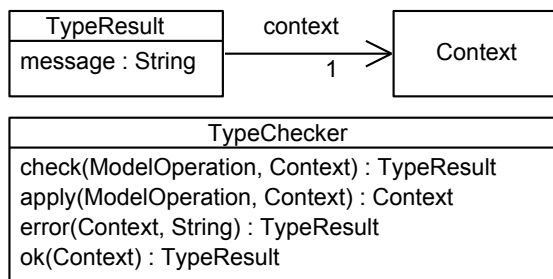 TypeResult
message : String
context
1
Context
TypeChecker
check(ModelOperation, Context) : TypeResult
apply(ModelOperation, Context) : Context
error(Context, String) : TypeResult
ok(Context) : TypeResult